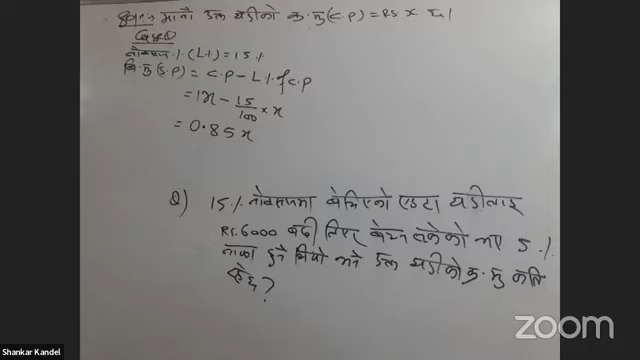 मानौ उक्त घडीको क्र.मु (C.P) = RS x छ।
Case I
नोक्सान % (L%) = 15%
बि.मु (S.P) = C.P - L% of C.P
= 1x - 15/100 × x
= 0.85x
Q) 15% नोक्सानमा बेचिएको एउटा घडीलाई
Rs. 6000 बढी लिएर बेच्न सकेको भए 5%
नाफा हुने थियो भने उक्त घडीको क्र.मु कति
zoom
Shankar Kandel